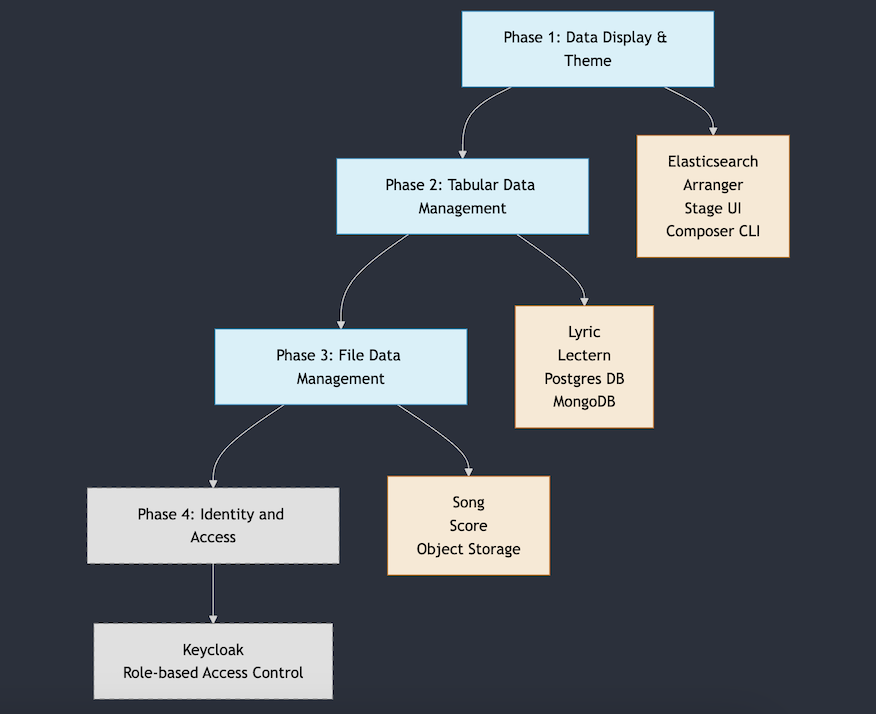 Phase 1: Data Display &
Theme
Elasticsearch
Arranger
Stage UI
Composer CLI
Phase 2: Tabular Data
Management
Lyric
Lectern
Postgres DB
MongoDB
Phase 3: File Data
Management
Song
Score
Object Storage
Phase 4: Identity and
Access
Keycloak
Role-based Access Control